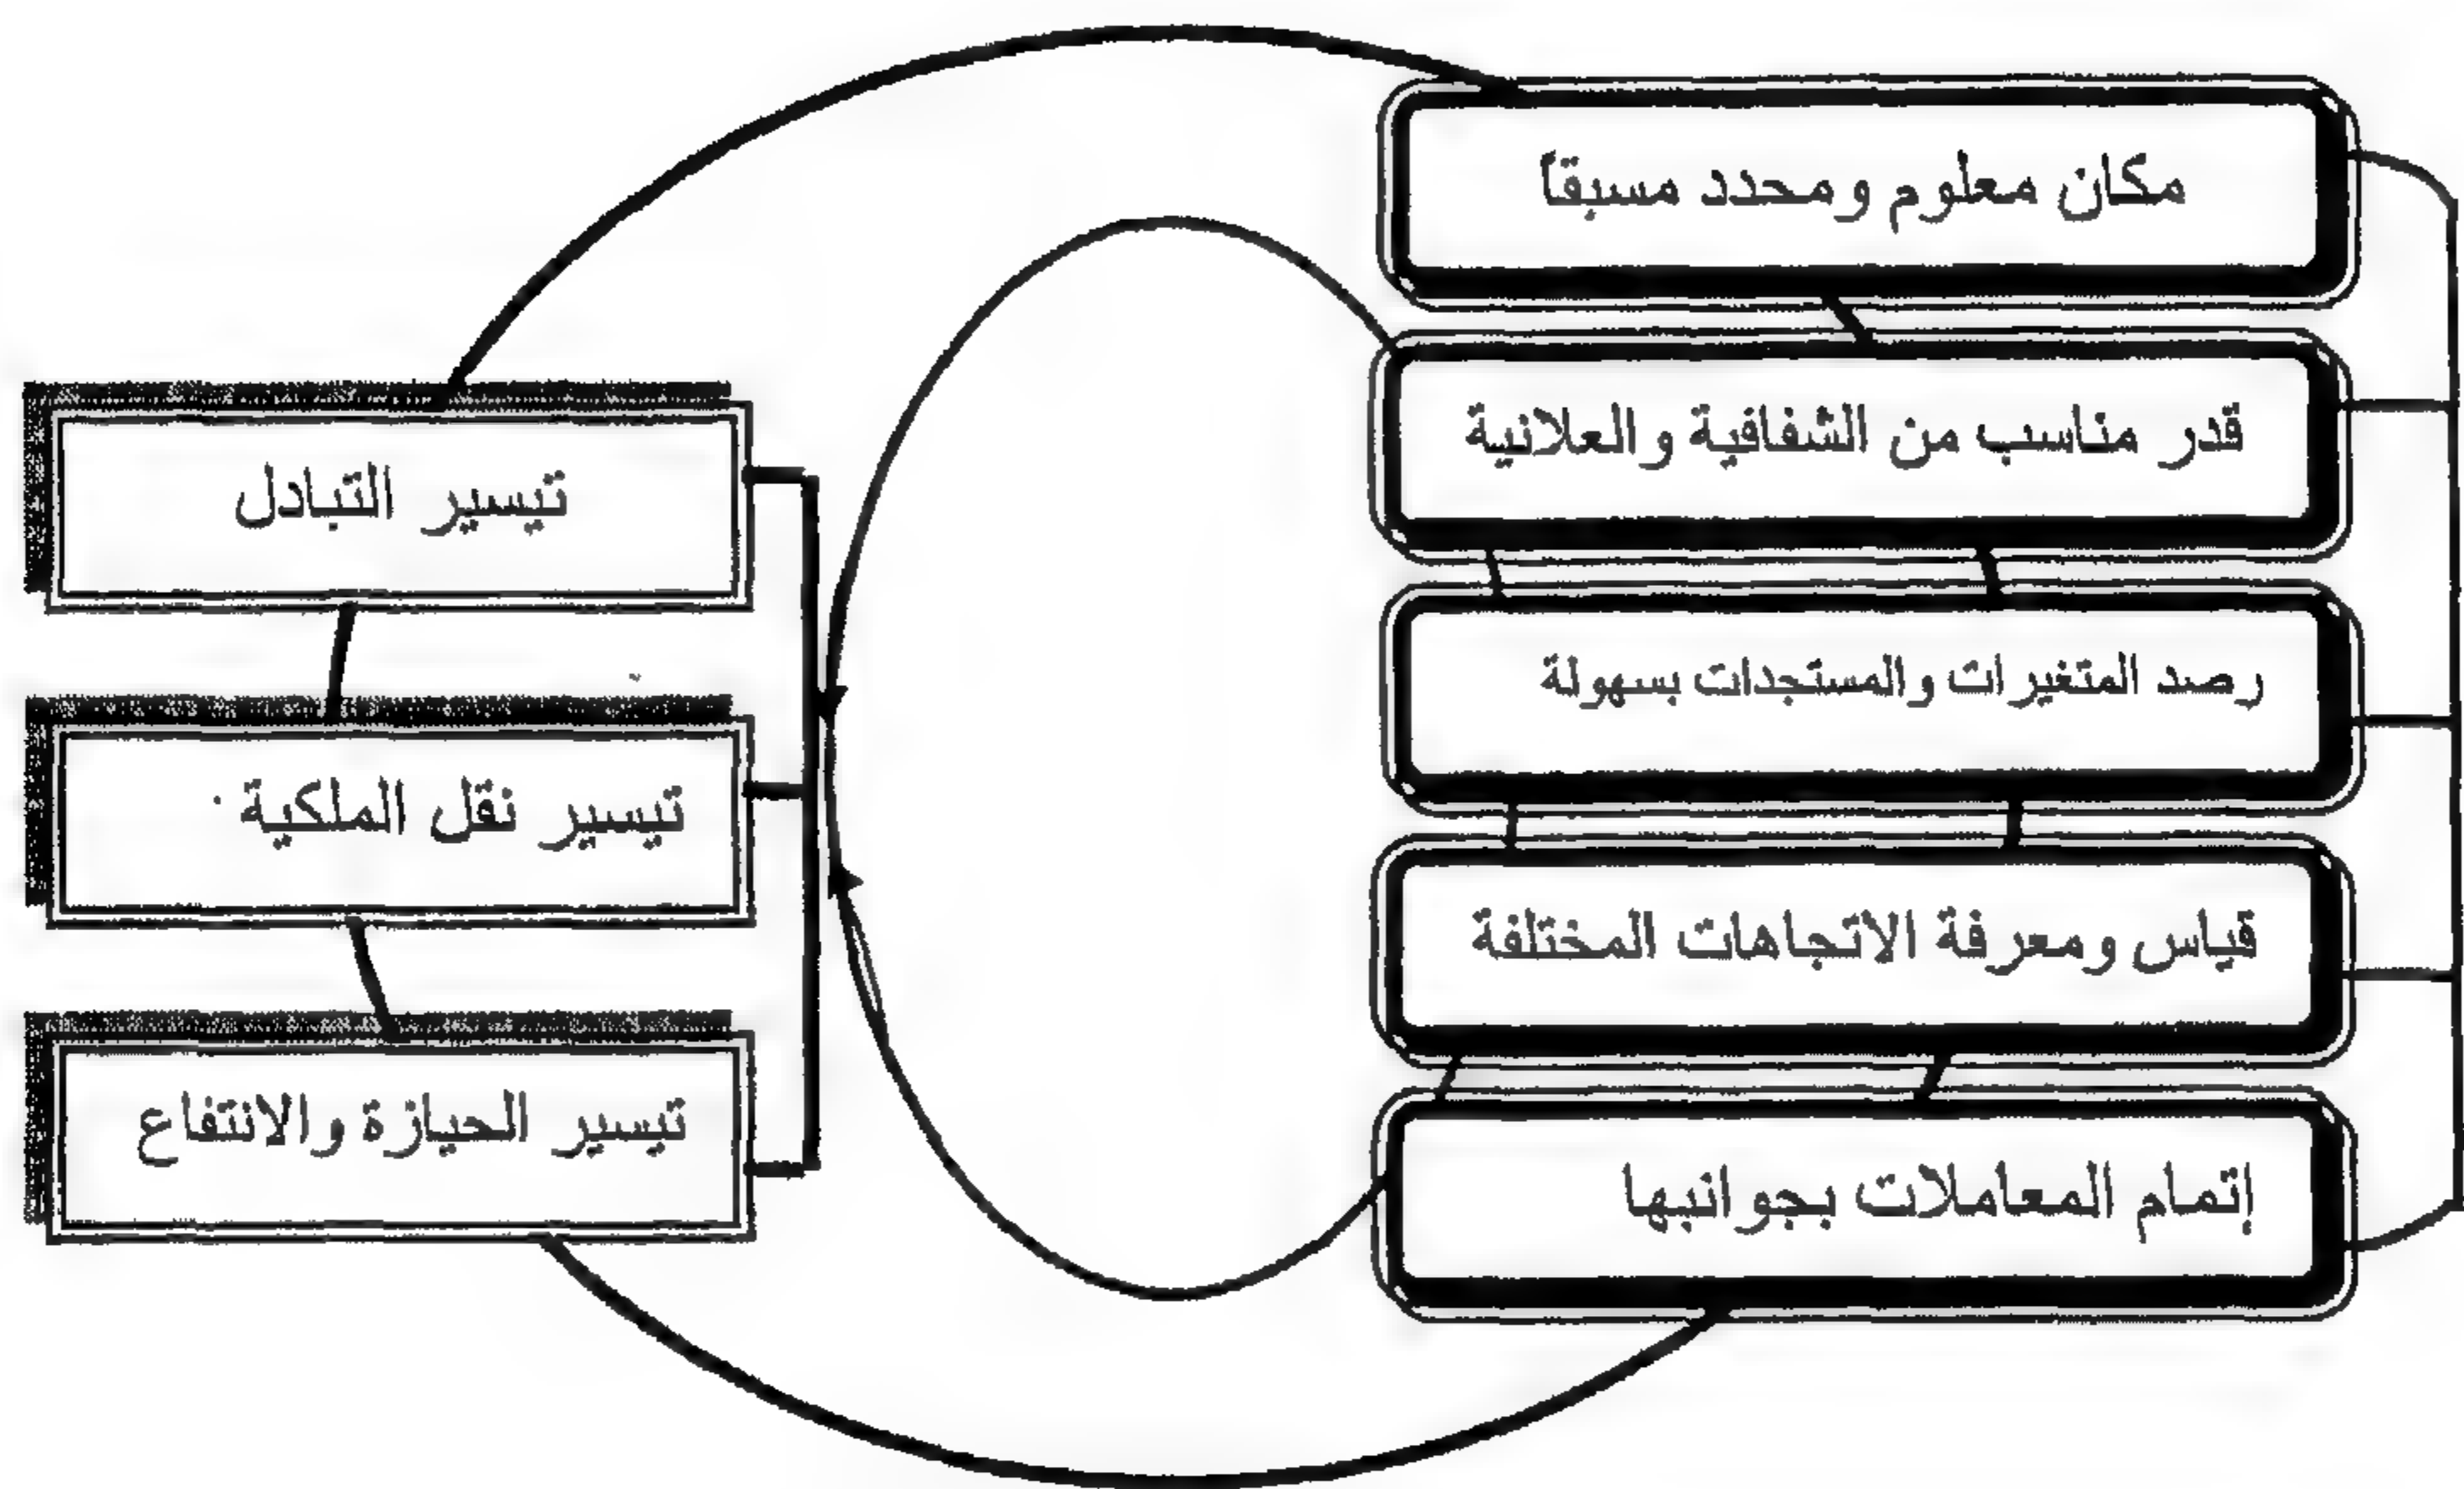 مكان معلوم ومحدد مسبقاً
قدر مناسب من الشفافية والعلانية
رصد المتغيرات والمستجدات بسهولة
قياس ومعرفة الاتجاهات المختلفة
إتمام المعاملات بجوانبها
تيسير التبادل
تيسير نقل الملكية
تيسير الحيازة والانتفاع